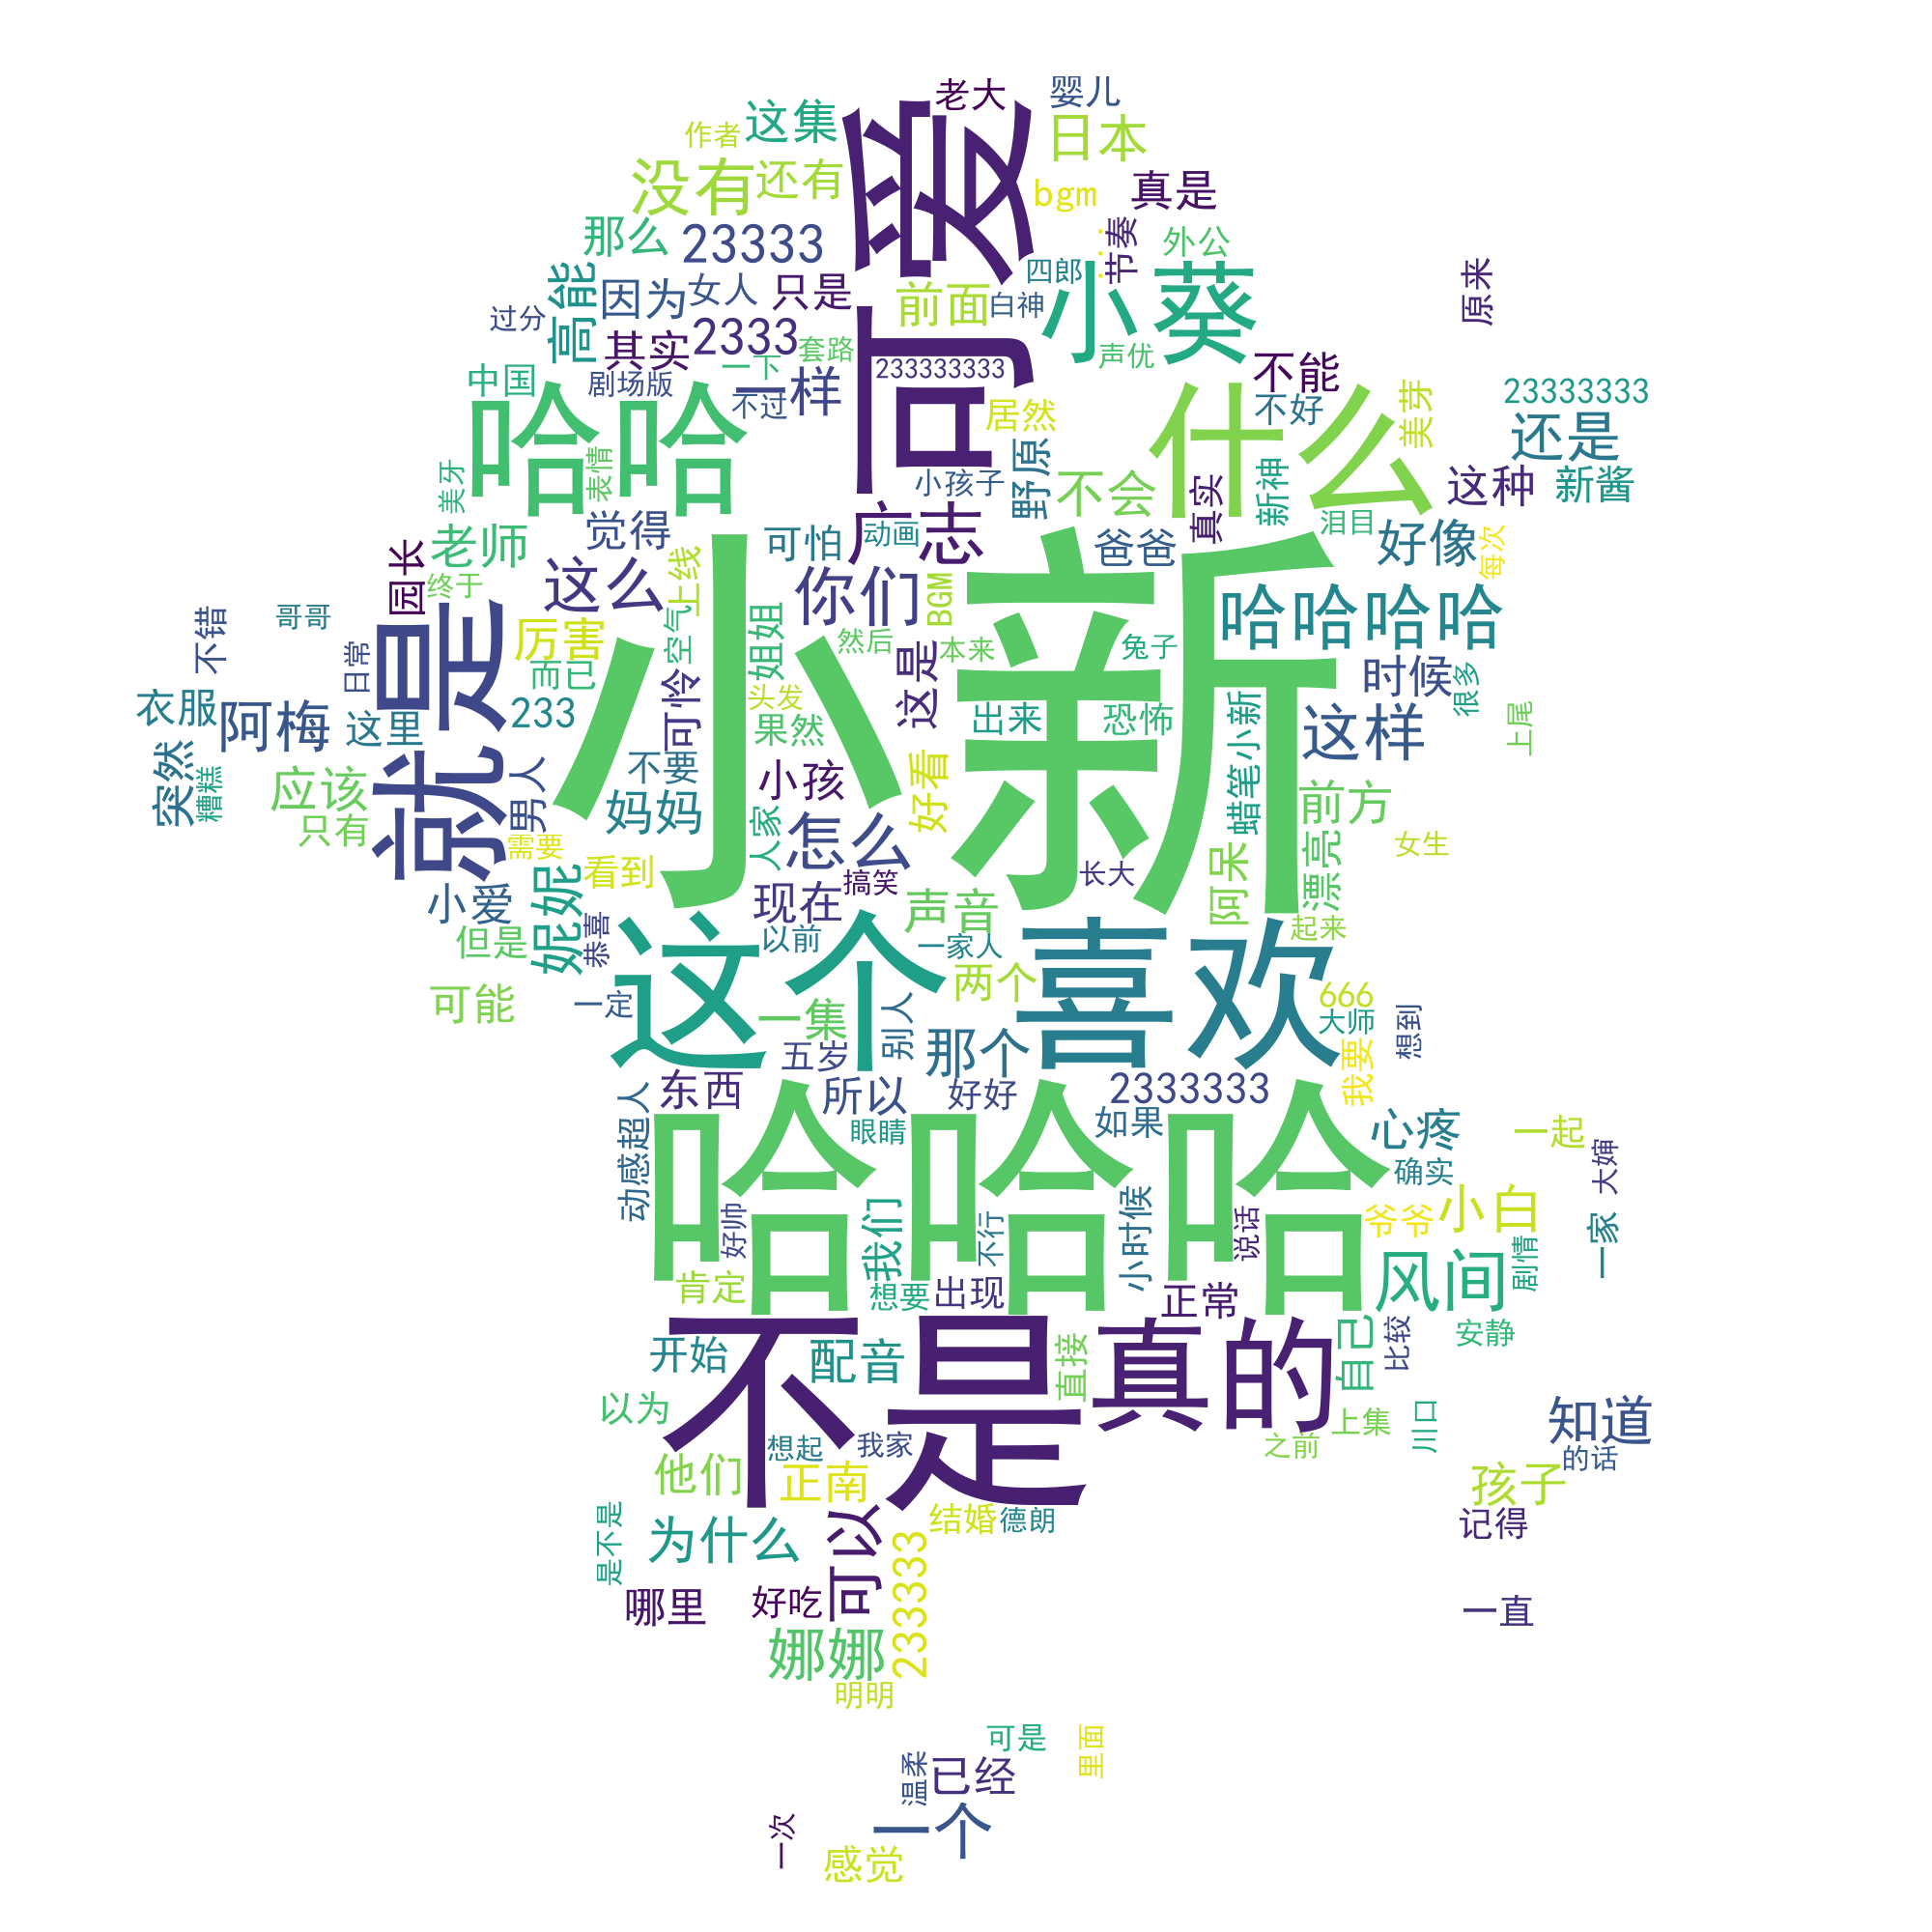 老大
婴儿
作者
这集
日本
可爱
没有
还有
bgm
真是
那么
23333
节奏
外公
高能
因为
女人
只是
前面
四郎
白神
小葵
原来
过分
其实
2333
套路
声优
中国
剧场版
一下
一样
233333333
不能
23333333
哈哈
不过
居然
什么
不好
美芽
还是
美牙
表情
小孩子
野原
不会
真实
新神
这种
新酱
老师
觉得
可怕
动画
广志
爸爸
泪目
好像
每次
园长
终于
这么
上线
你们
BGM
小新
哈哈哈哈
不错
哥哥
日常
就是
厉害
空气
姐姐
然后
本来
兔子
时候
很多
而已
可怜
头发
这是
衣服
阿梅
这里
233
果然
出来
恐怖
蜡笔小新
这样
上尾
突然
糟糕
应该
男人
不要
小孩
好看
前方
只有
妈妈
人家
怎么
需要
看到
搞笑
长大
阿呆
漂亮
女生
小爱
妮妮
现在
声音
但是
恭喜
以前
一家人
起来
这个
喜欢
可能
一定
一集
别人
两个
666
大师
想到
五岁
那个
我要
东西
所以
好好
2333333
动感超人
眼睛
如果
心疼
一起
大婶
哈哈哈
确实
好帅
我们
不行
小时候
说话
爷爷
小白
一家
肯定
想要
出现
正常
风间
剧情
开始
配音
直接
自己
比较
安静
不是
真的
以为
上集
川口
知道
他们
想起
我家
之前
的话
正南
孩子
是不是
为什么
可以
结婚
德朗
记得
233333
哪里
好吃
一直
娜娜
明明
可是
里面
温柔
已经
一次
一个
感觉